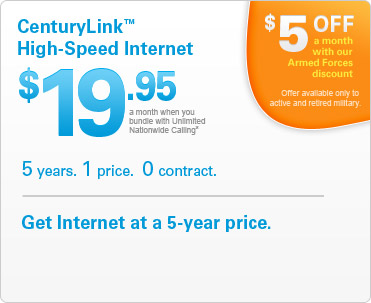 CenturyLink™
High-Speed Internet
$19.95
a month when you
bundle with Unlimited
Nationwide Calling®
$5 OFF
a month
with our
Armed Forces
discount
Offer available only to
active and retired military.
5 years. 1 price. 0 contract.
Get Internet at a 5-year price.